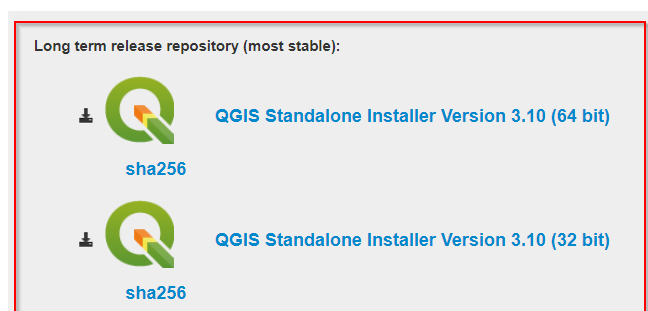 Long term release repository (most stable):
QGIS Standalone Installer Version 3.10 (64 bit)
sha256
QGIS Standalone Installer Version 3.10 (32 bit)
sha256